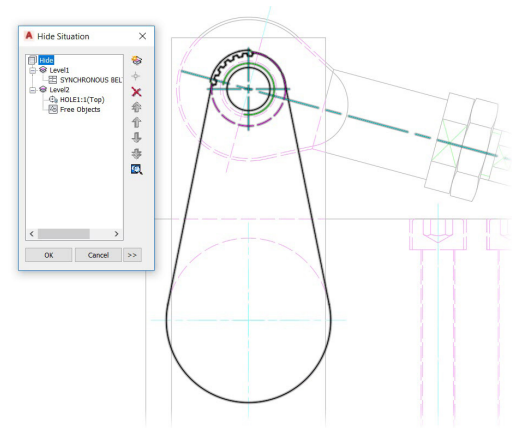 A Hide Situation
Hide
Level1
SYNCHRONOUS BEL
Level2
HOLE1:1(Top)
Free Objects
OK Cancel >>